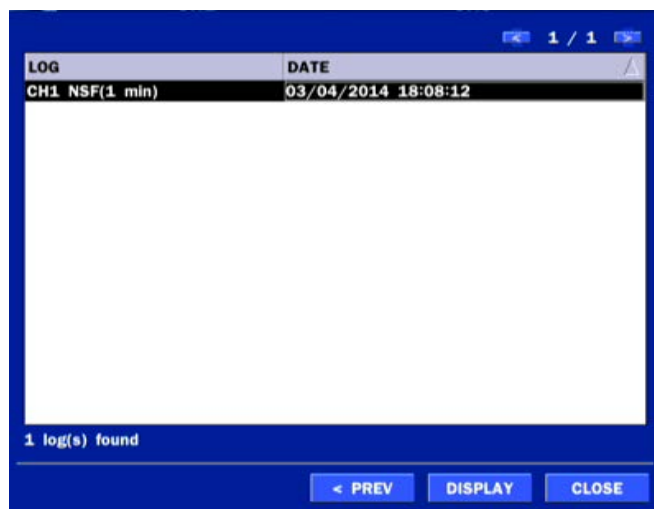 < 1 / 1 >
LOG DATE
CH1 NSF(1 min) 03/04/2014 18:08:12
1 log(s) found
< PREV DISPLAY CLOSE